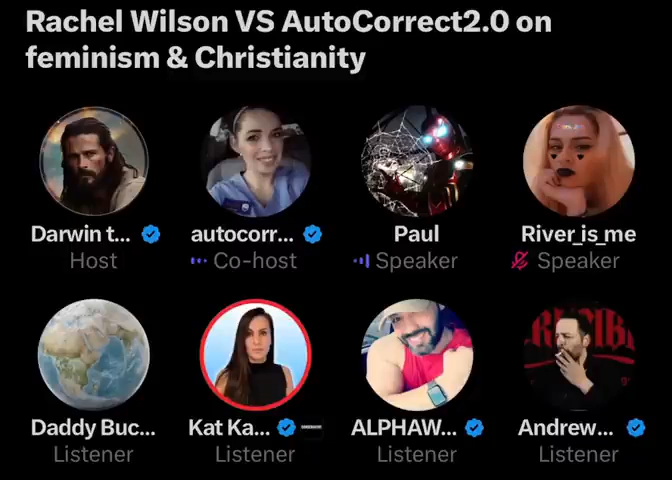 Rachel Wilson VS AutoCorrect2.0 on
feminism & Christianity
Darwin t... autocorr... Paul River_is_me
Host Co-host Speaker Speaker
Daddy Buc... Kat Ka... ALPHAW... Andrew...
Listener Listener Listener Listener